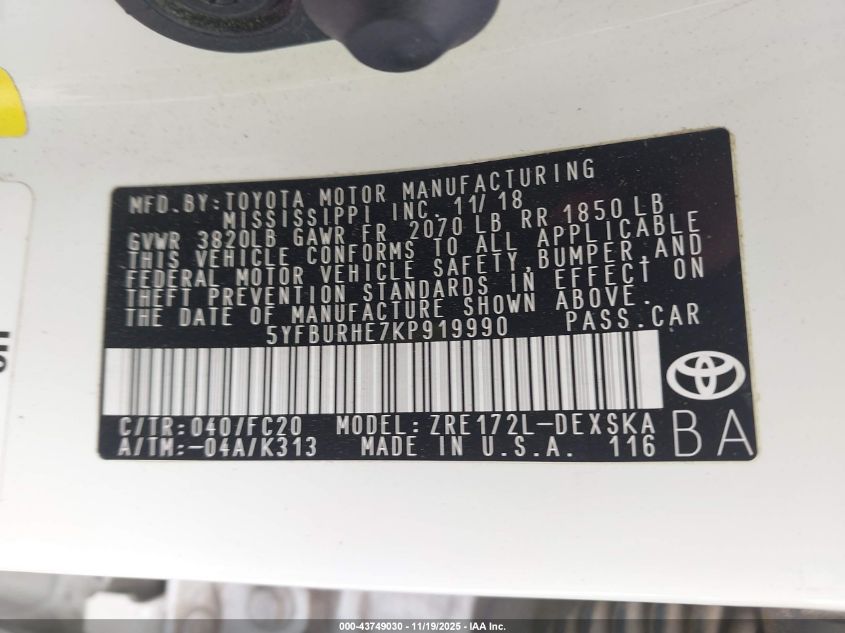 MFD.BY:TOYOTA MOTOR MANUFACTURING
MISSISSIPPI INC. 11/18
GVWR 3820LB GAWR FR 2070 LB RR 1850 LB
THIS VEHICLE CONFORMS TO ALL APPLICABLE
FEDERAL MOTOR VEHICLE SAFETY,BUMPER,AND
THEFT PREVENTION STANDARDS IN EFFECT ON
THE DATE OF MANUFACTURE SHOWN ABOVE.
5YFBURHE7KP919990 PASS.CAR
C/TR:040/FC20 MODEL:ZRE172L-DEXSKA
A/TM:-04A/K313 MADE IN U.S.A. 116 BA
000-43749030 - 11/19/2025 - IAA Inc.